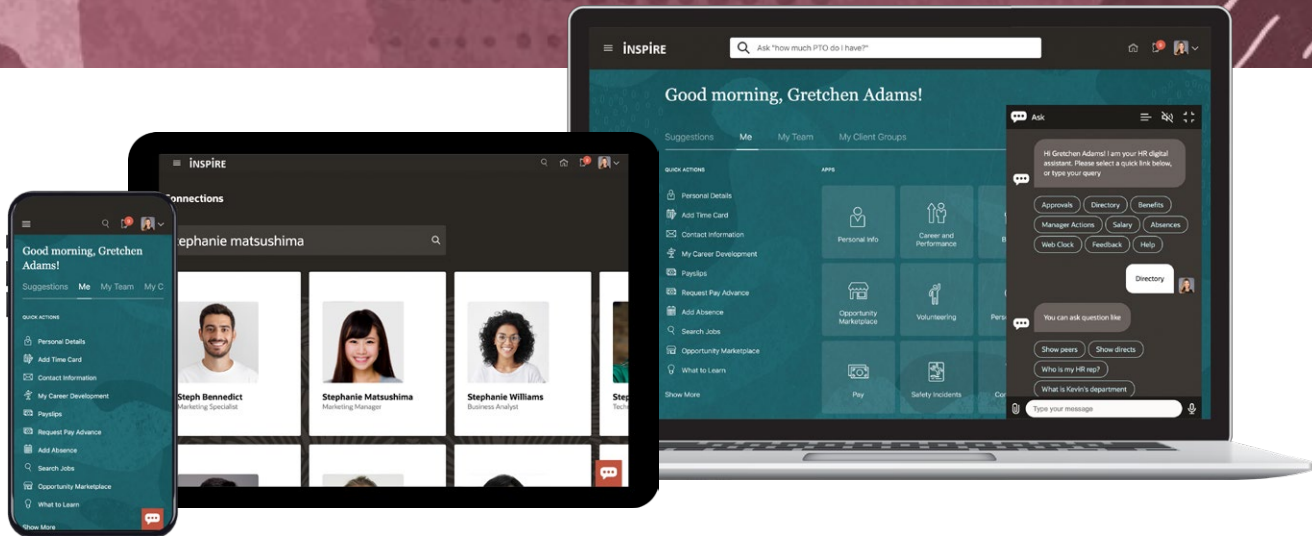 INSPIRE
Ask "how much PTO do I have?"
Good morning, Gretchen Adams!
Suggestions Me My Team My Client Groups
QUICK ACTIONS
APPS
Personal Details
Add Time Card
Contact Information
My Career Development
Payslips
Request Pay Advance
Add Absence
Search Jobs
Opportunity Marketplace
What to Learn
Show More
Personal Info
Career and
Performance
Opportunity
Marketplace
Volunteering
Pay
Safety Incidents
Ask
Hi Gretchen Adams! I am your HR digital
assistant. Please select a quick link below,
or type your query
Approvals Directory Benefits
Manager Actions Salary Absences
Web Clock Feedback Help
Directory
You can ask question like
Show peers Show directs
Who is my HR rep?
What is Kevin's department
Type your message
INSPIRE
Connections
ephanie matsushima
Steph Bennedict
Marketing Specialist
Stephanie Matsushima
Marketing Manager
Stephanie Williams
Business Analyst
Step
Techn
Good morning, Gretchen
Adams!
Suggestions Me My Team My C
QUICK ACTIONS
Personal Details
Add Time Card
Contact Information
My Career Development
Payslips
Request Pay Advance
Add Absence
Search Jobs
Opportunity Marketplace
What to Learn
Show More